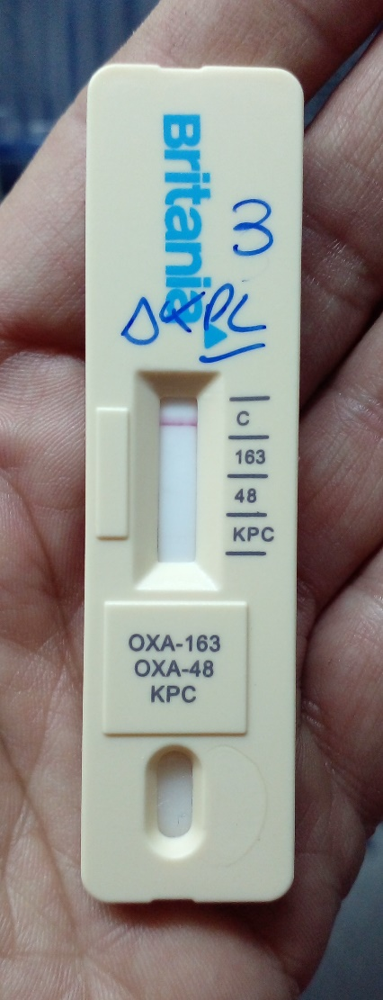 Britania
3
C
163
48
KPC
OXA-163
OXA-48
KPC